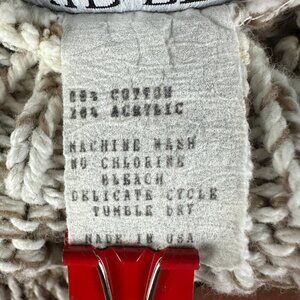 80% COTTON
20% ACRYLIC
MACHINE WASH
NO CHLORINE
BLEACH
DELICATE CYCLE
TUMBLE DRY
MADE IN USA